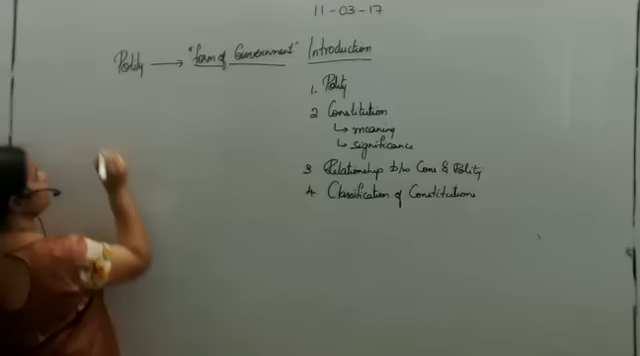 11-03-17
Polity → "form of Government"
Introduction
1. Polity
2 Constitution
↳ meaning
↳ significance
3 Relationship b/w Cons & Polity
4 Classification of Constitutions